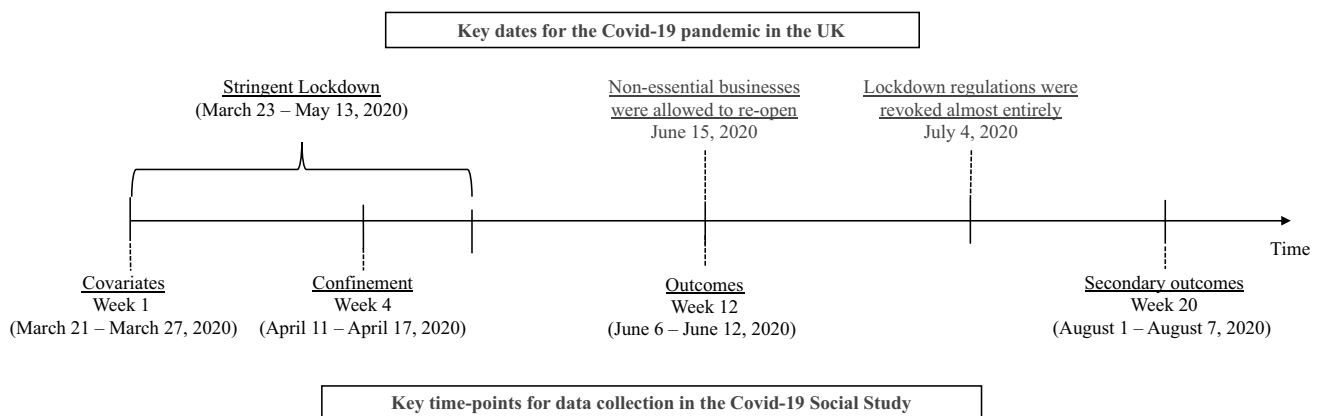 Key dates for the Covid-19 pandemic in the UK
Stringent Lockdown
(March 23 – May 13, 2020)
Non-essential businesses
were allowed to re-open
June 15, 2020
Lockdown regulations were
revoked almost entirely
July 4, 2020
Time
Covariates
Week 1
(March 21 – March 27, 2020)
Confinement
Week 4
(April 11 – April 17, 2020)
Outcomes
Week 12
(June 6 – June 12, 2020)
Secondary outcomes
Week 20
(August 1 – August 7, 2020)
Key time-points for data collection in the Covid-19 Social Study